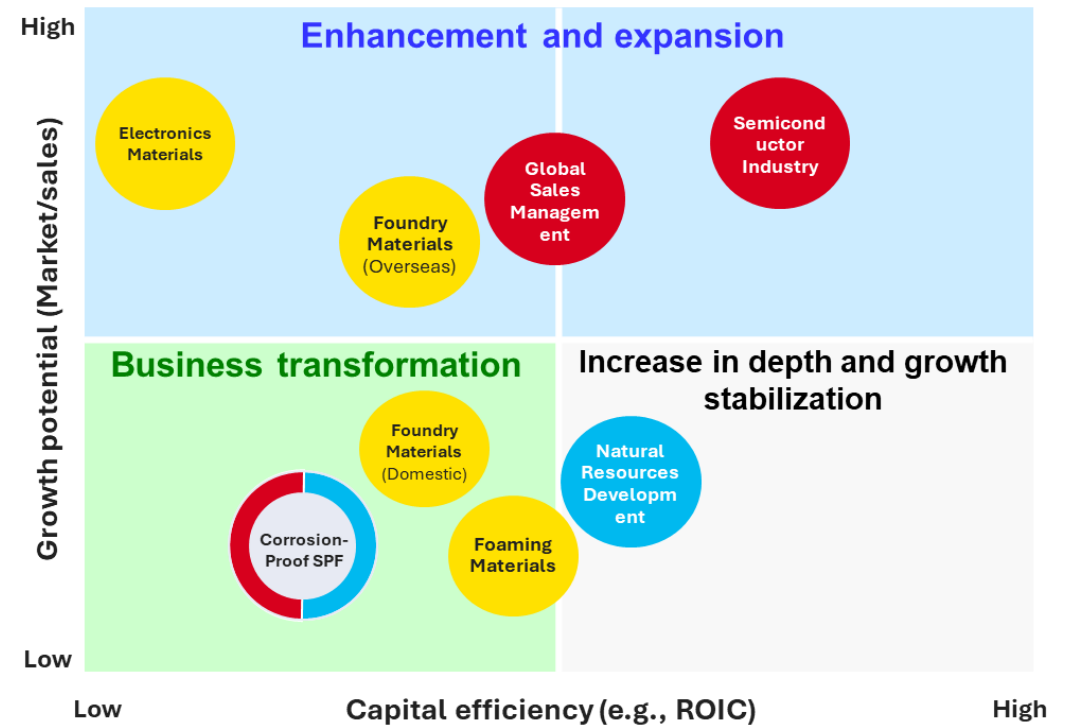 High
Enhancement and expansion
Electronics
Materials
Semicond
uctor
Industry
Global
Sales
Managem
ent
Foundry
Materials
(Overseas)
Growth potential (Market/sales)
Business transformation
Increase in depth and growth
stabilization
Foundry
Materials
(Domestic)
Natural
Resources
Developm
ent
Corrosion-
Proof SPF
Foaming
Materials
Low
Low
Capital efficiency (e.g., ROIC)
High